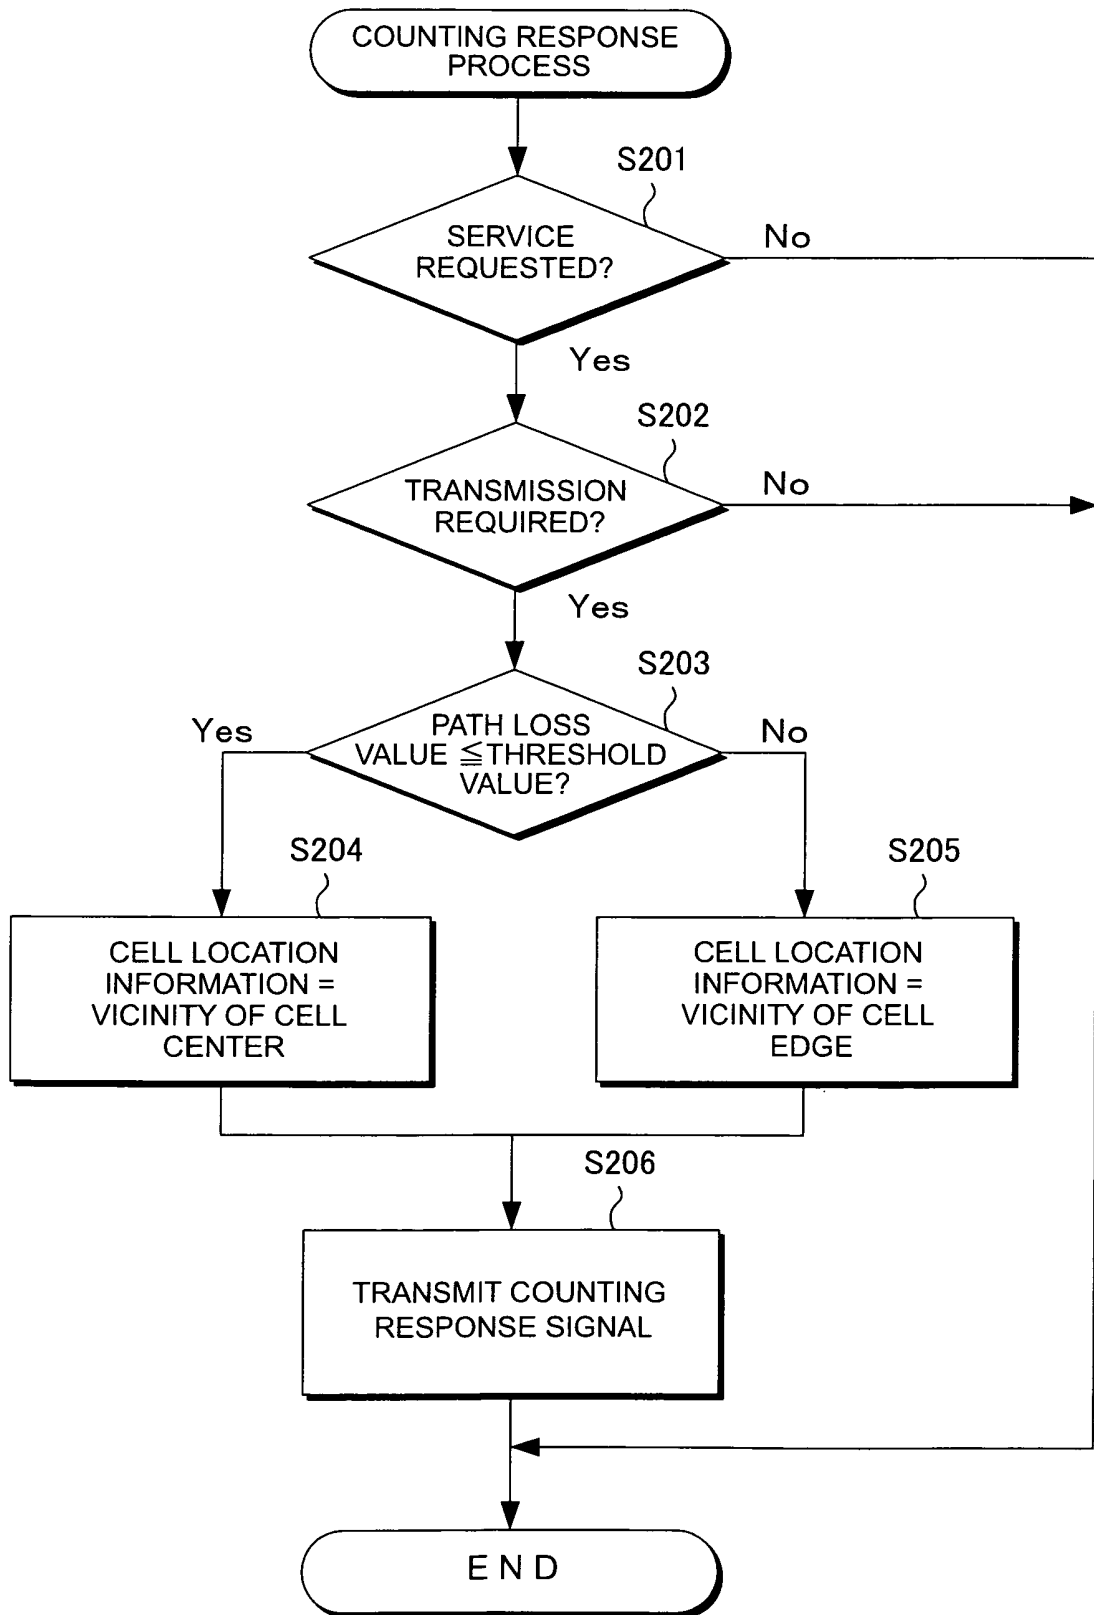 COUNTING RESPONSE
PROCESS
S201
SERVICE
REQUESTED?
No
Yes
S202
TRANSMISSION
REQUIRED?
No
Yes
S203
PATH LOSS
VALUE ≦THRESHOLD
VALUE?
Yes
No
S204
CELL LOCATION
INFORMATION =
VICINITY OF CELL
CENTER
S205
CELL LOCATION
INFORMATION =
VICINITY OF CELL
EDGE
S206
TRANSMIT COUNTING
RESPONSE SIGNAL
END